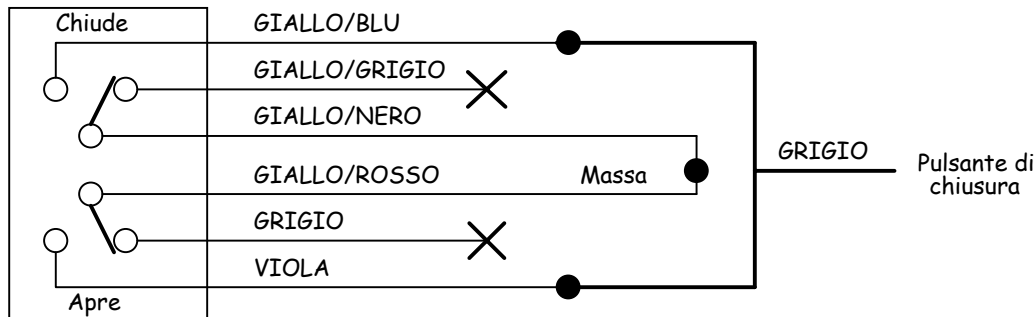 Chiude
GIALLO/BLU
GIALLO/GRIGIO
GIALLO/NERO
GIALLO/ROSSO
Massa
GRIGIO
VIOLA
Apre
GRIGIO
Pulsante di
chiusura